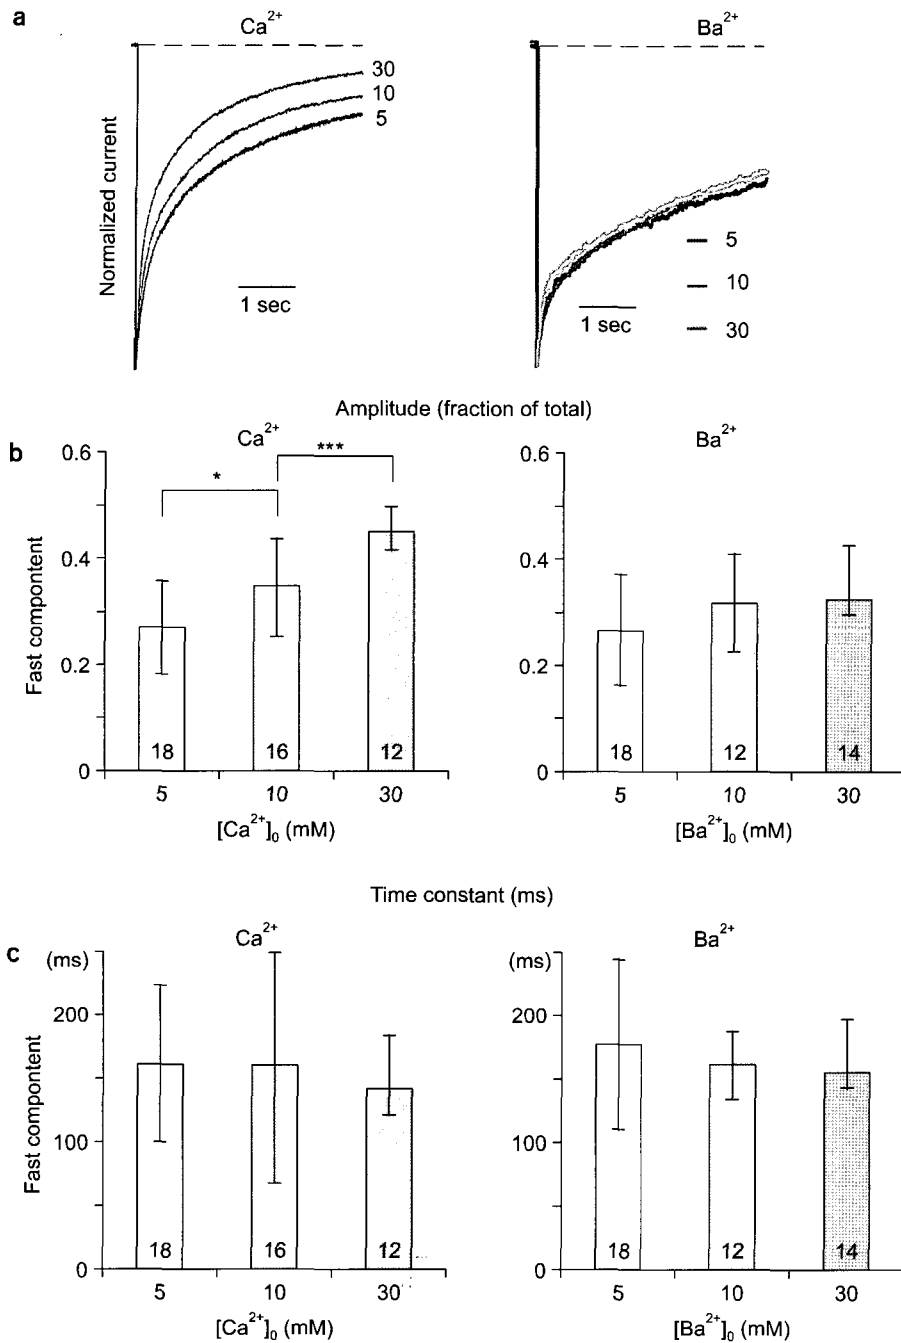 a
Ca2+
Ba2+
Normalized current
30
10
5
1 sec
5
10
30
1 sec
Amplitude (fraction of total)
b
Ca2+
Ba2+
Fast compontent
0.6
0.4
0.2
0
*
***
18
16
12
5
10
30
[Ca2+]0 (mM)
0.6
0.4
0.2
0
18
12
14
5
10
30
[Ba2+]0 (mM)
Time constant (ms)
c
Ca2+
Ba2+
(ms)
Fast compontent
200
100
0
18
16
12
5
10
30
[Ca2+]0 (mM)
(ms)
200
100
0
18
12
14
5
10
30
[Ba2+]0 (mM)